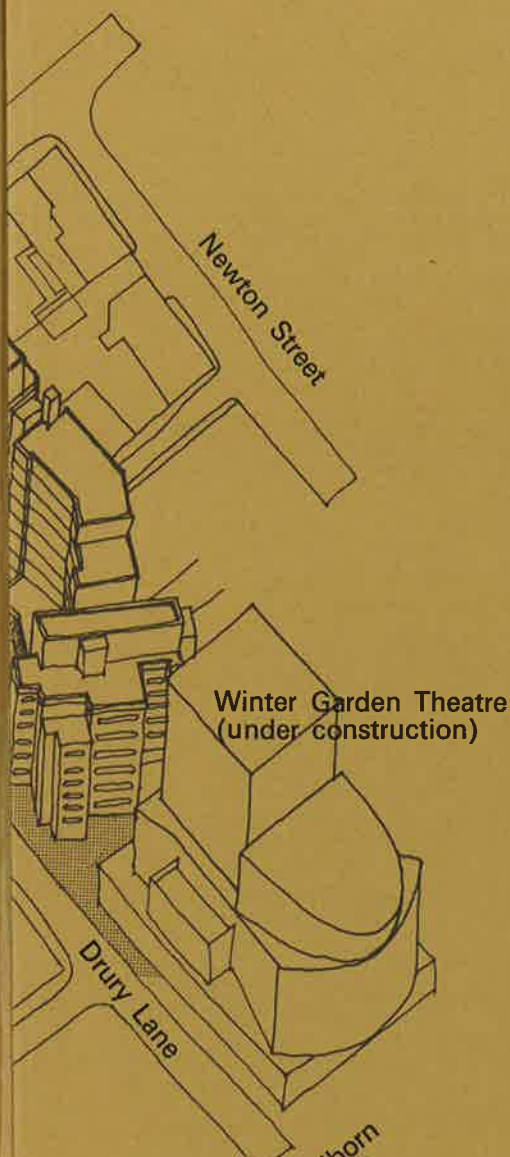 Newton Street
Winter Garden Theatre
(under construction)
Drury Lane